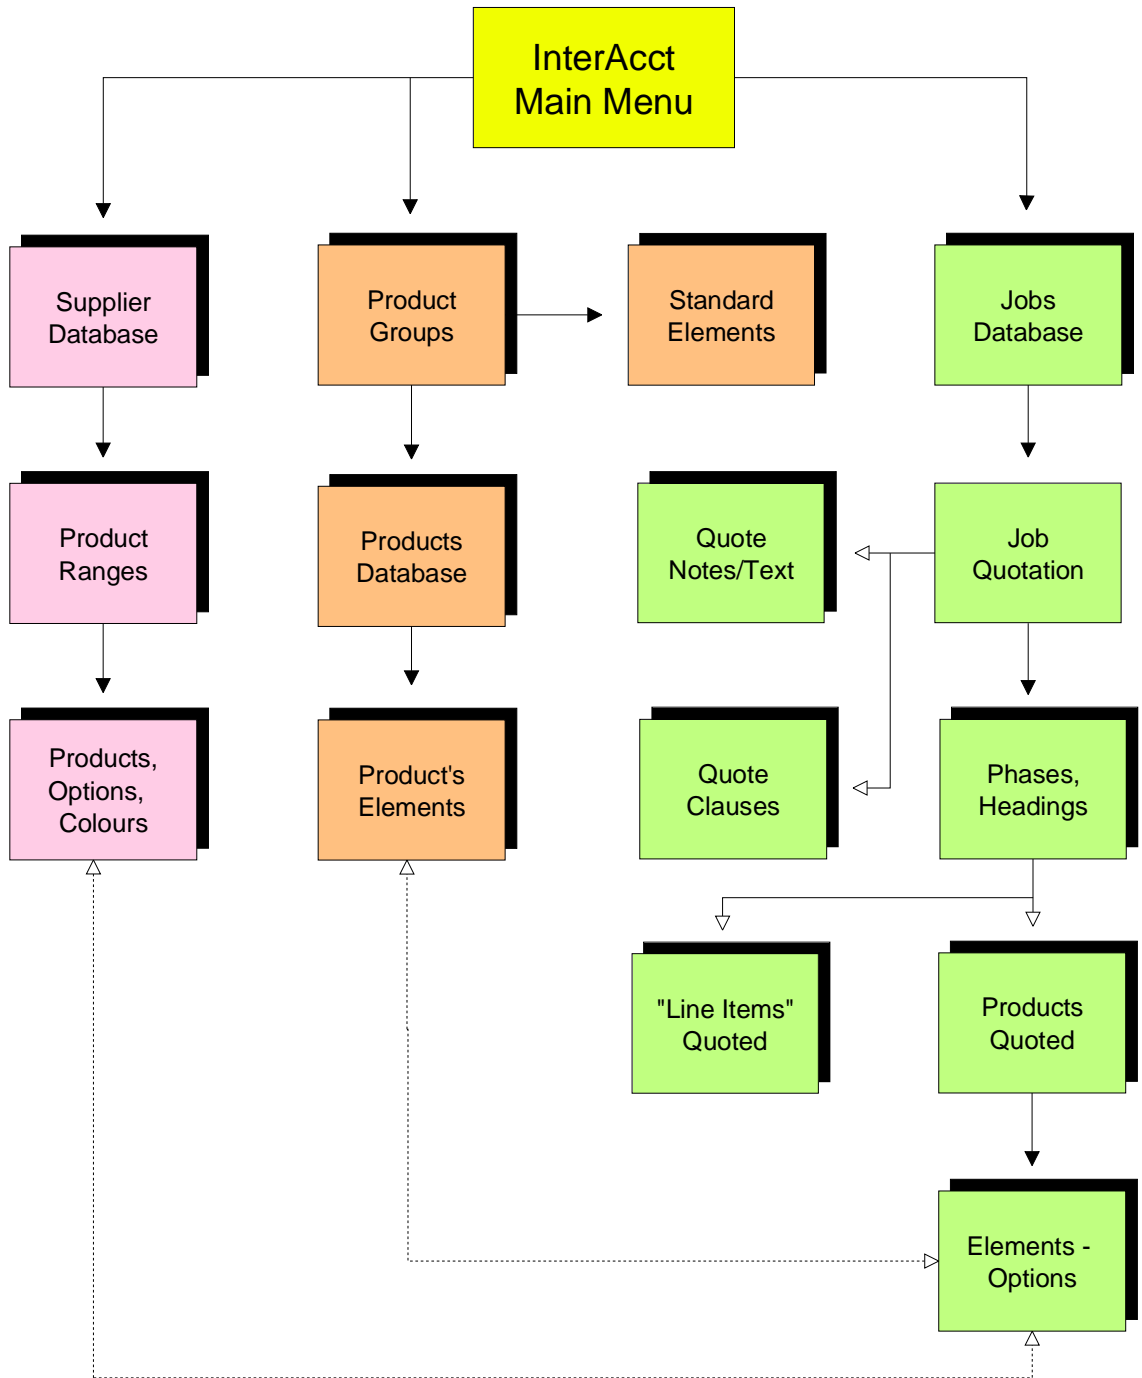 InterAcct
Main Menu
Supplier
Database
Product
Groups
Standard
Elements
Jobs
Database
Product
Ranges
Products
Database
Quote
Notes/Text
Job
Quotation
Products,
Options,
Colours
Product's
Elements
Quote
Clauses
Phases,
Headings
"Line Items"
Quoted
Products
Quoted
Elements -
Options